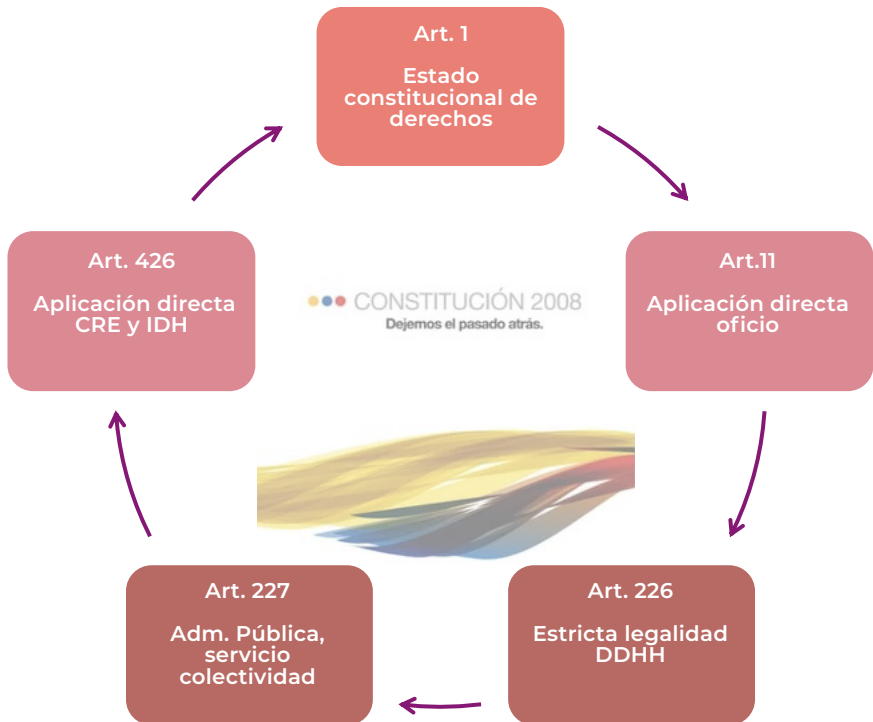 Art. 1
Estado
constitucional de
derechos
Art.11
Aplicación directa
oficio
Art. 226
Estricta legalidad
DDHH
Art. 227
Adm. Pública,
servicio
colectividad
Art. 426
Aplicación directa
CRE y IDH
CONSTITUCIÓN 2008
Dejemos el pasado atrás.